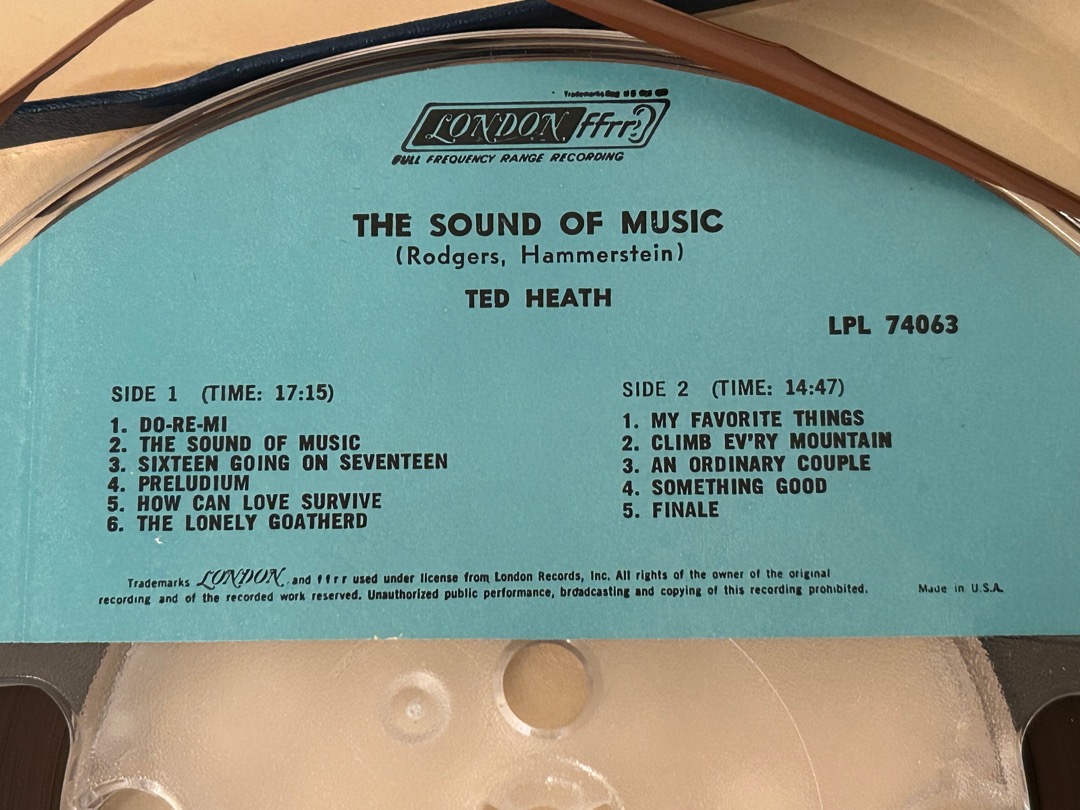 LONDON ffrr
FULL FREQUENCY RANGE RECORDING
THE SOUND OF MUSIC
(Rodgers, Hammerstein)
TED HEATH
LPL 74063
SIDE 1 (TIME: 17:15)
1. DO-RE-MI
2. THE SOUND OF MUSIC
3. SIXTEEN GOING ON SEVENTEEN
4. PRELUDIUM
5. HOW CAN LOVE SURVIVE
6. THE LONELY GOATHERD
SIDE 2 (TIME: 14:47)
1. MY FAVORITE THINGS
2. CLIMB EV'RY MOUNTAIN
3. AN ORDINARY COUPLE
4. SOMETHING GOOD
5. FINALE
Trademarks LONDON and ffrr used under license from London Records, Inc. All rights of the owner of the original
recording and of the recorded work reserved. Unauthorized public performance, broadcasting and copying of this recording prohibited.
Made in U.S.A.